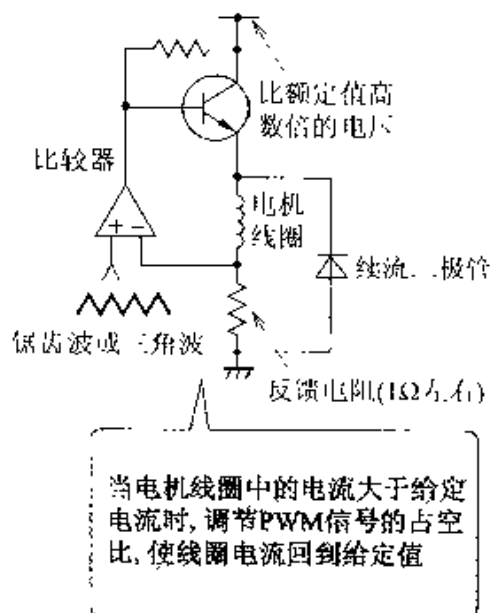 比额定值高
数倍的电压
比较器
+ −
电机
线圈
续流二极管
锯齿波或三角波
反馈电阻(1Ω左右)
当电机线圈中的电流大于给定
电流时, 调节PWM信号的占空
比, 使线圈电流回到给定值